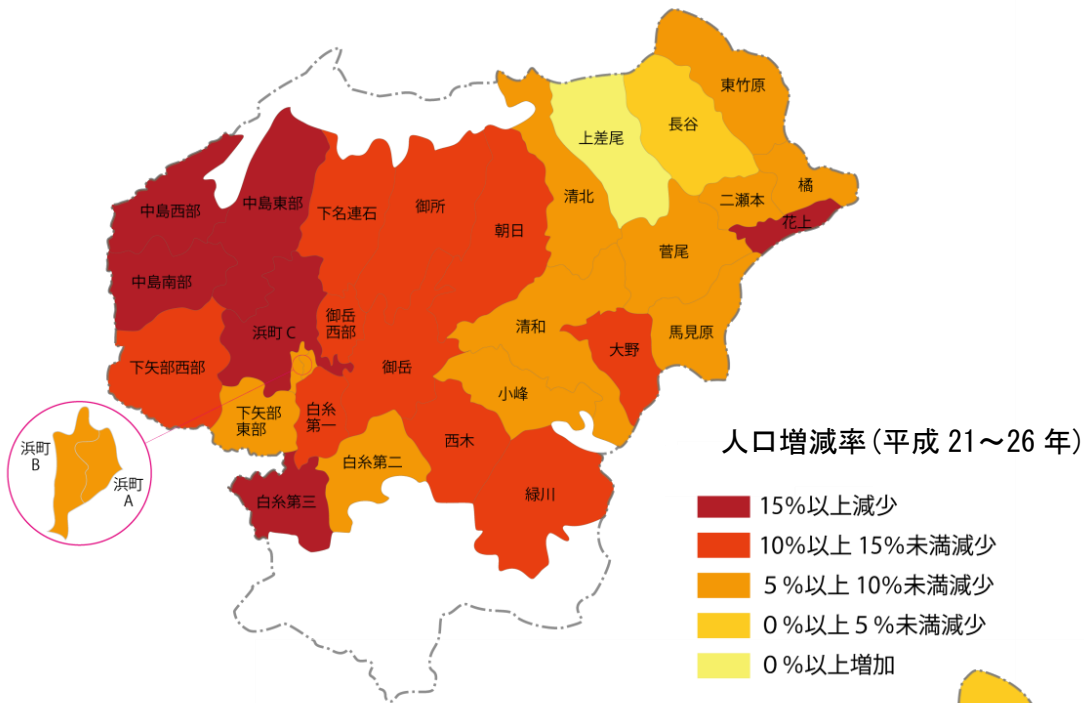 東竹原
長谷
上差尾
橘
二瀬本
花上
清北
菅尾
中島西部
中島東部
下名連石
御所
朝日
中島南部
馬見原
清和
大野
浜町 C
御岳
西部
下矢部西部
御岳
小峰
下矢部
東部
白糸
第一
西木
白糸第二
緑川
白糸第三
浜町
B
浜町
A
人口増減率(平成 21～26 年)
15%以上減少
10%以上 15%未満減少
5 %以上 10%未満減少
0 %以上 5 %未満減少
0 %以上増加